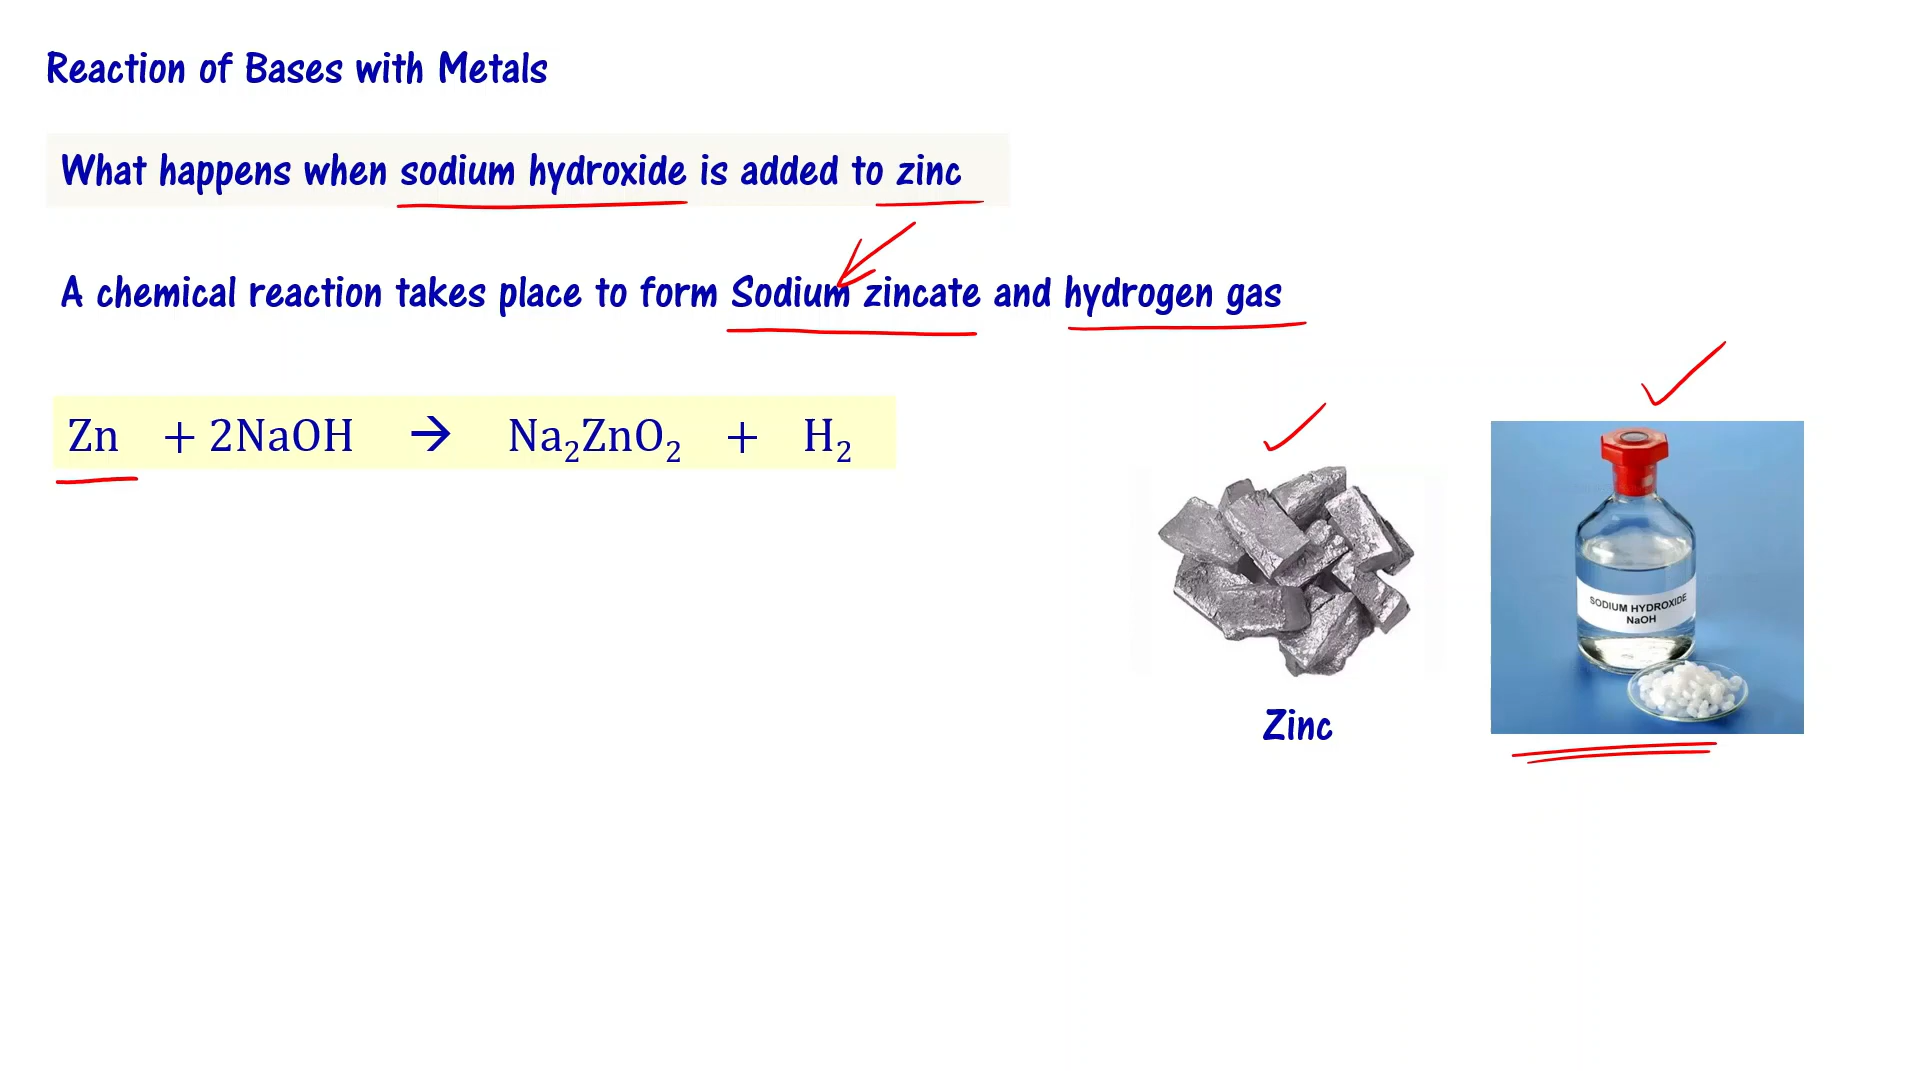 Reaction of Bases with Metals
What happens when sodium hydroxide is added to zinc
A chemical reaction takes place to form Sodium zincate and hydrogen gas
Zn + 2NaOH → Na₂ZnO₂ + H₂
SODIUM HYDROXIDE
NaOH
Zinc